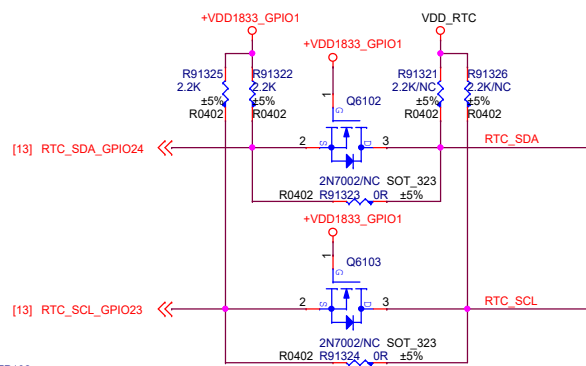 +VDD1833_GPIO1
VDD_RTC
+VDD1833_GPIO1
R91325
2.2K
±5%
R0402
R91322
2.2K
±5%
R0402
R91321
2.2K/NC
±5%
R0402
R91326
2.2K/NC
±5%
R0402
1
Q6102
G
[13] RTC_SDA_GPIO24
2
S
D
3
RTC_SDA
2N7002/NC SOT_323
R0402 R91323 0R ±5%
+VDD1833_GPIO1
1
Q6103
G
[13] RTC_SCL_GPIO23
2
S
D
3
RTC_SCL
2N7002/NC SOT_323
R0402 R91324 0R ±5%